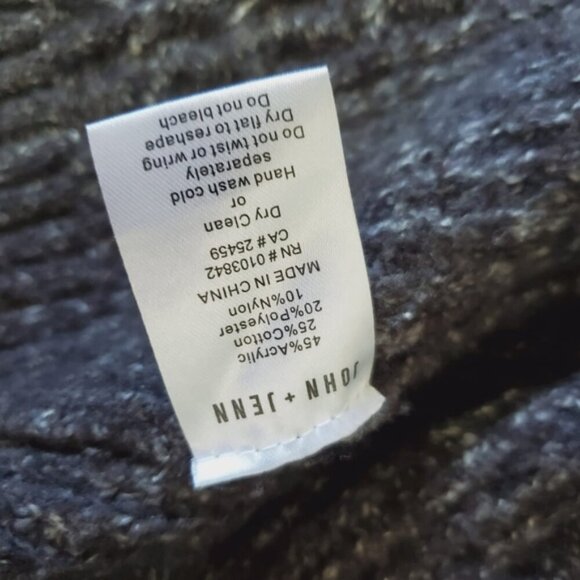 JOHN + JENN
45%Acrylic
25%Cotton
20%Polyester
10%Nylon
MADE IN CHINA
RN # 0103842
CA # 25459
Dry Clean
or
Hand wash cold
separately
Do not twist or wring
Dry flat to reshape
Do not bleach